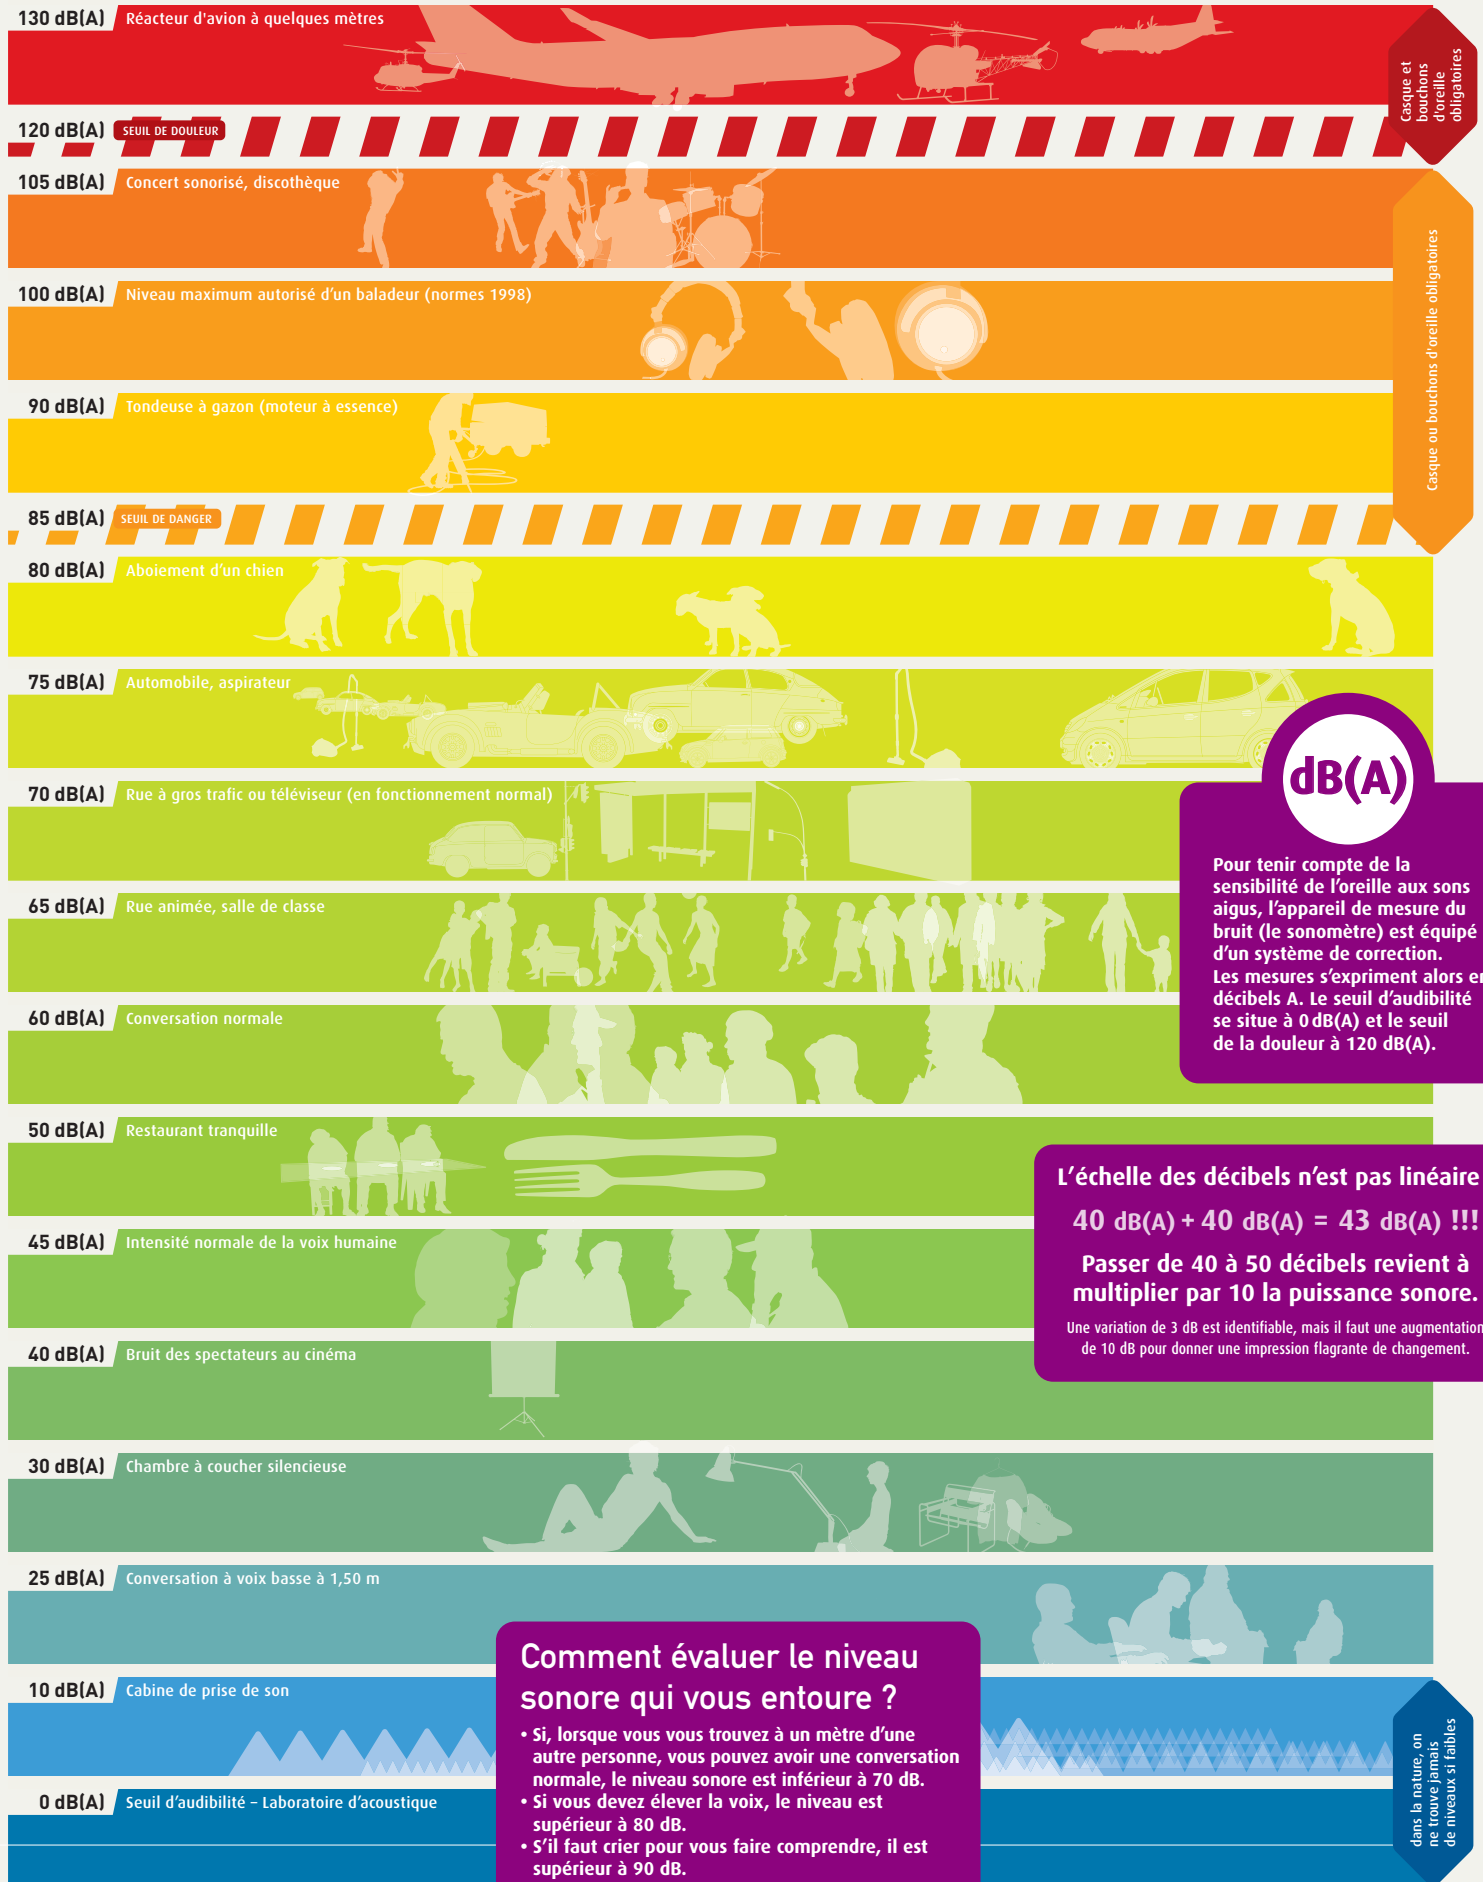 130 dB(A) Réacteur d'avion à quelques mètres
Casque et
bouchons
d'oreille
obligatoires
120 dB(A) SEUIL DE DOULEUR
105 dB(A) Concert sonorisé, discothèque
100 dB(A) Niveau maximum autorisé d'un baladeur (normes 1998)
Casque ou bouchons d'oreille obligatoires
90 dB(A) Tondeuse à gazon (moteur à essence)
85 dB(A) SEUIL DE DANGER
80 dB(A) Aboiement d'un chien
75 dB(A) Automobile, aspirateur
70 dB(A) Rue à gros trafic ou téléviseur (en fonctionnement normal)
dB(A)
Pour tenir compte de la
sensibilité de l'oreille aux sons
aigus, l'appareil de mesure du
bruit (le sonomètre) est équipé
d'un système de correction.
Les mesures s'expriment alors en
décibels A. Le seuil d'audibilité
se situe à 0 dB(A) et le seuil
de la douleur à 120 dB(A).
65 dB(A) Rue animée, salle de classe
60 dB(A) Conversation normale
50 dB(A) Restaurant tranquille
L'échelle des décibels n'est pas linéaire
40 dB(A) + 40 dB(A) = 43 dB(A) !!!
Passer de 40 à 50 décibels revient à
multiplier par 10 la puissance sonore.
Une variation de 3 dB est identifiable, mais il faut une augmentation
de 10 dB pour donner une impression flagrante de changement.
45 dB(A) Intensité normale de la voix humaine
40 dB(A) Bruit des spectateurs au cinéma
30 dB(A) Chambre à coucher silencieuse
25 dB(A) Conversation à voix basse à 1,50 m
10 dB(A) Cabine de prise de son
0 dB(A) Seuil d'audibilité – Laboratoire d'acoustique
Comment évaluer le niveau
sonore qui vous entoure ?
• Si, lorsque vous vous trouvez à un mètre d'une
autre personne, vous pouvez avoir une conversation
normale, le niveau sonore est inférieur à 70 dB.
• Si vous devez élever la voix, le niveau est
supérieur à 80 dB.
• S'il faut crier pour vous faire comprendre, il est
supérieur à 90 dB.
dans la nature, on
ne trouve jamais
de niveaux si faibles